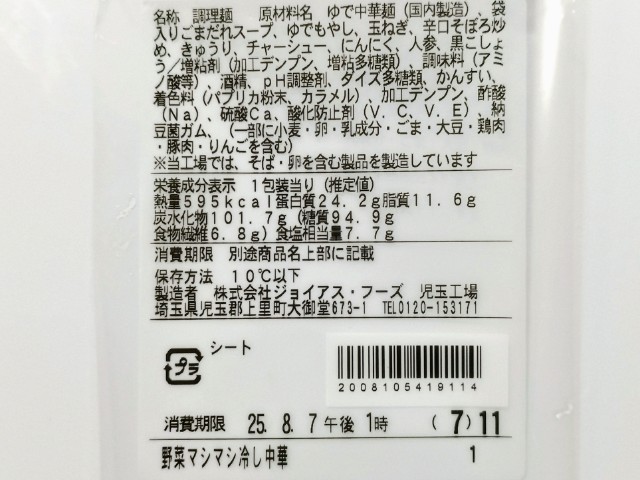 名称 調理麺　原材料名 ゆで中華麺（国内製造）、袋
入りごまだれスープ、ゆでもやし、玉ねぎ、辛口そぼろ炒
め、きゅうり、チャーシュー、にんにく、人参、黒こしょ
う／増粘剤（加工デンプン、増粘多糖類）、調味料（アミ
ノ酸等）、酒精、ｐＨ調整剤、ダイズ多糖類、かんすい、
着色料（パプリカ粉末、カラメル）、加工デンプン、酢酸
（Ｎａ）、硫酸Ｃａ、酸化防止剤（Ｖ．Ｃ、Ｖ．Ｅ）、納
豆菌ガム、（一部に小麦・卵・乳成分・ごま・大豆・鶏肉
・豚肉・りんごを含む）
※当工場では、そば・卵を含む製品を製造しています
栄養成分表示　１包装当り（推定値）
熱量５９５ｋｃａｌ蛋白質２４．２ｇ脂質１１．６ｇ
炭水化物１０１．７ｇ（糖質９４．９ｇ
食物繊維６．８ｇ）食塩相当量７．７ｇ
消費期限　別途商品名上部に記載
保存方法　１０℃以下
製造者　株式会社ジョイアス・フーズ　児玉工場
埼玉県児玉郡上里町大御堂673-1　TEL0120-153171
プラ シート
2008105419114
消費期限　25. 8. 7 午後 1時　（ 7）11
野菜マシマシ冷し中華　1